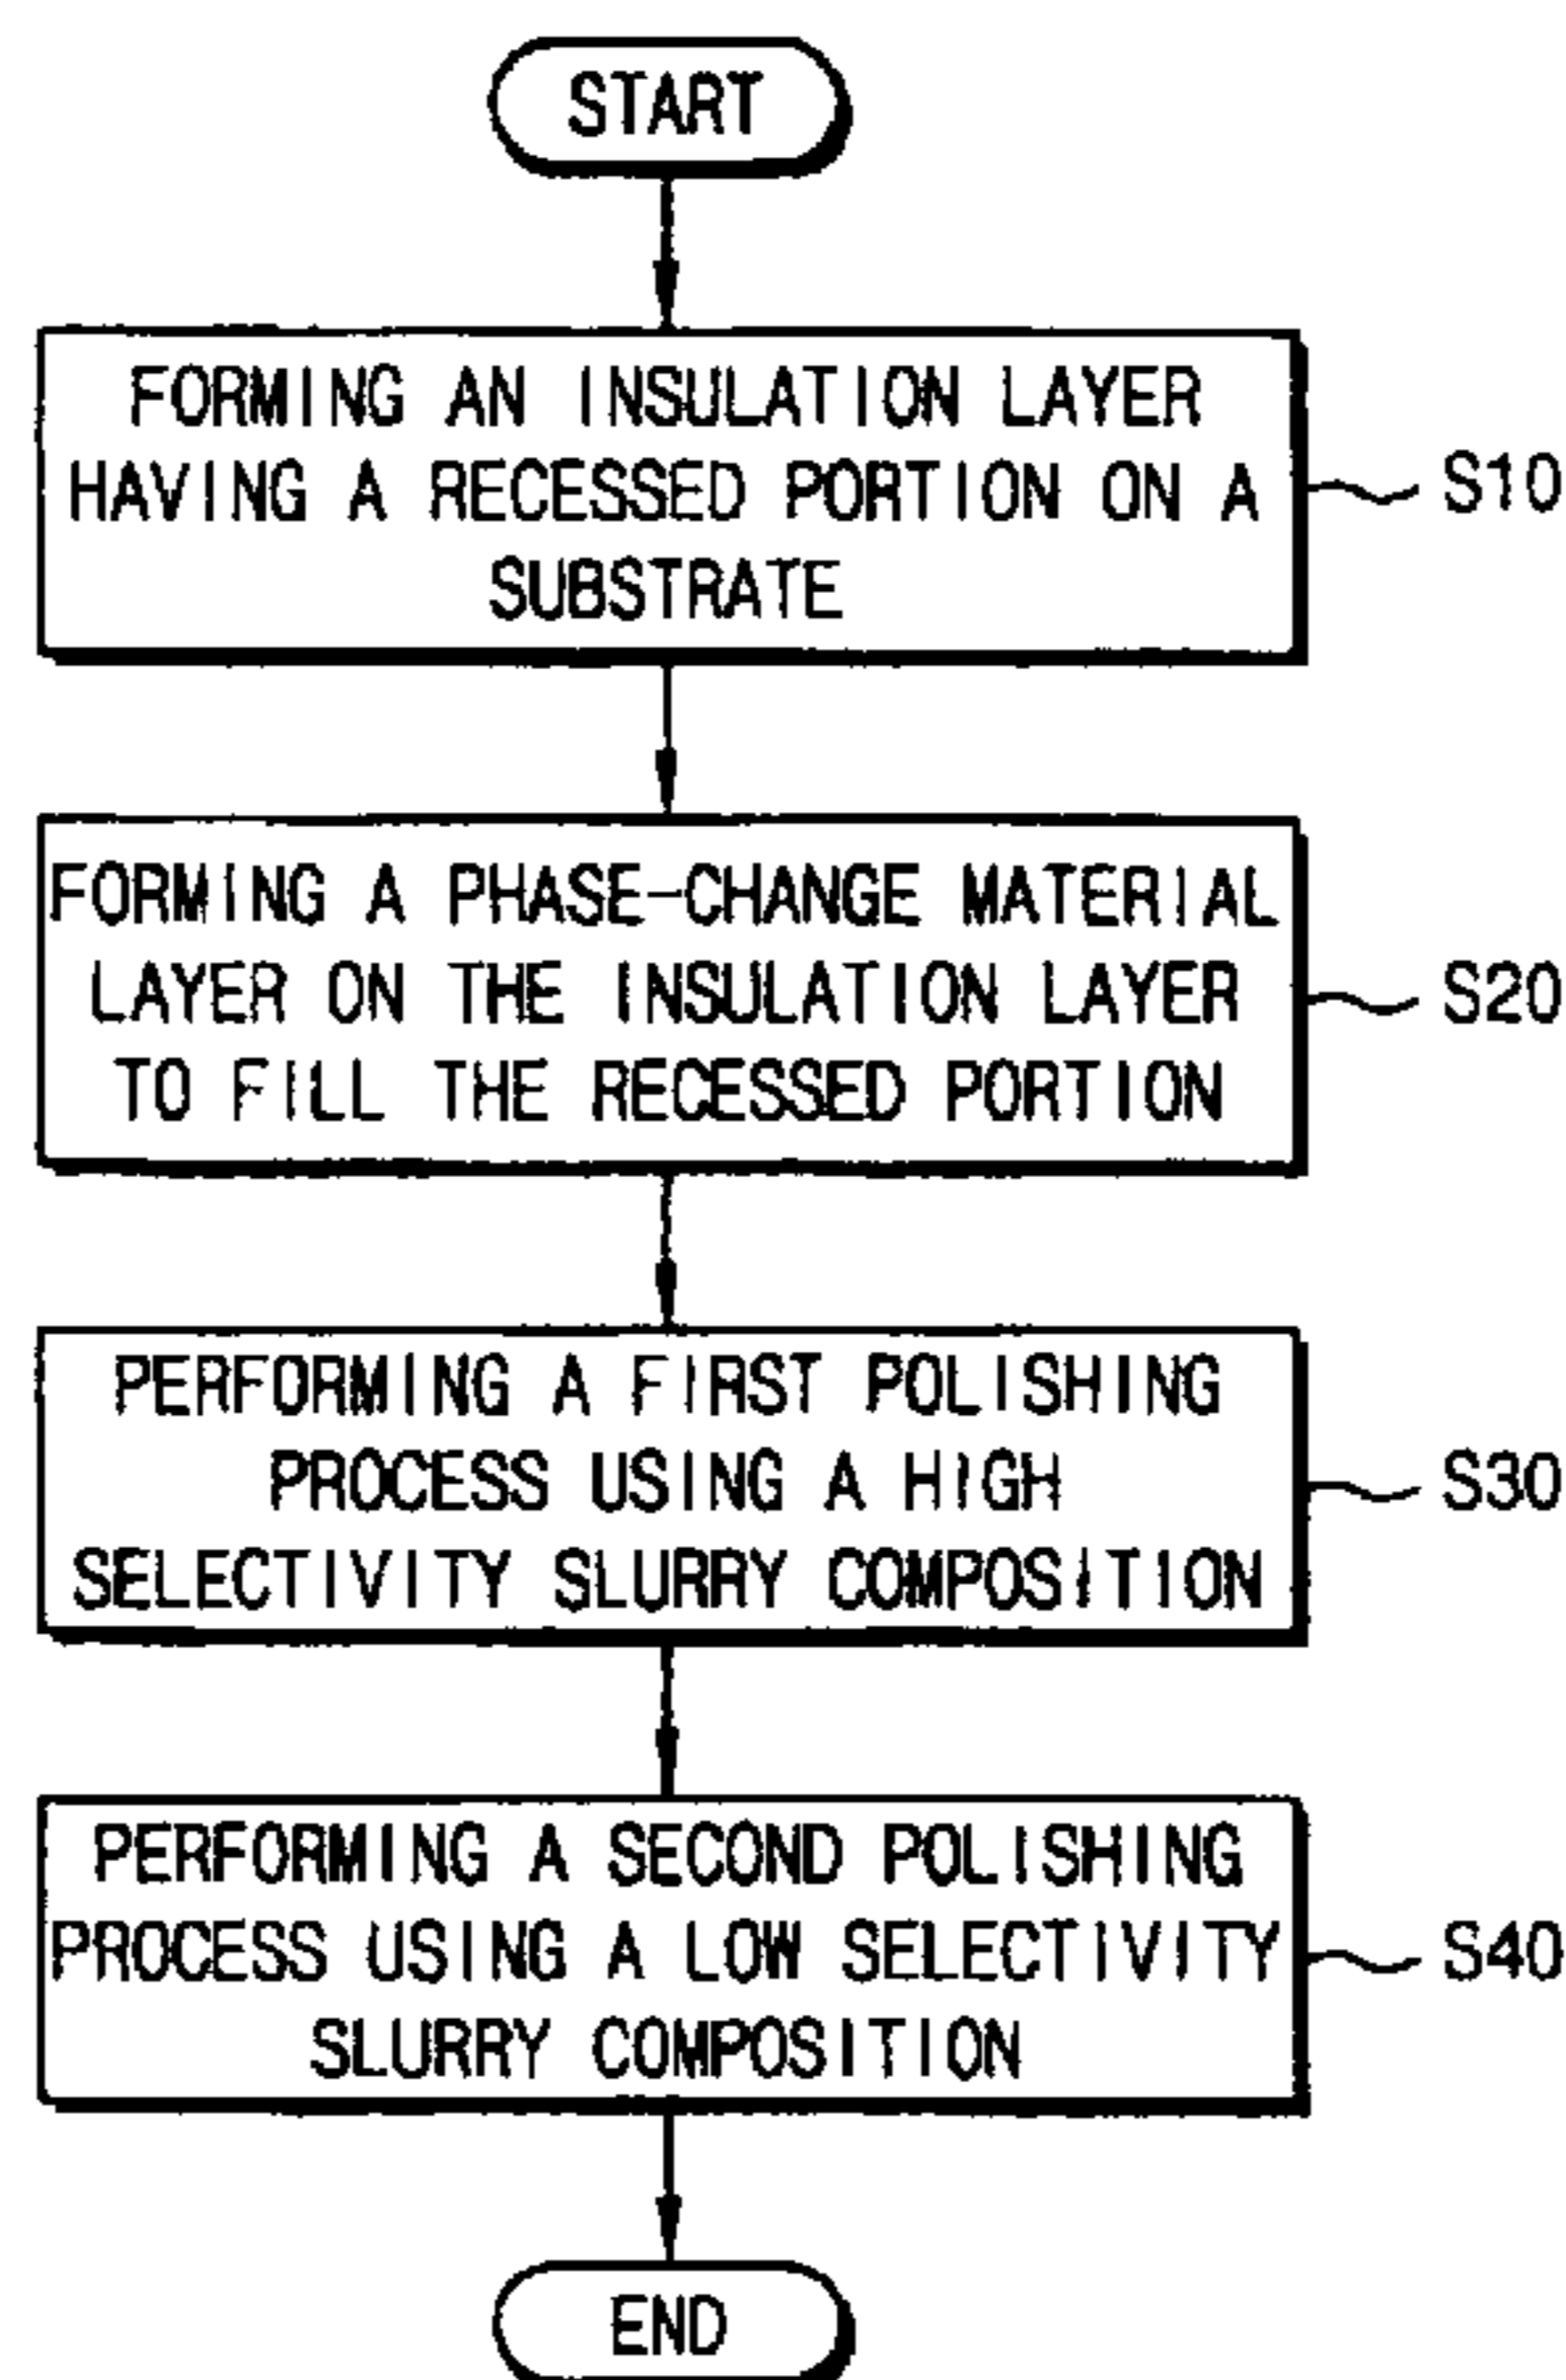 START
FORMING AN INSULATION LAYER
HAVING A RECESSED PORTION ON A
SUBSTRATE
S10
FORMING A PHASE-CHANGE MATERIAL
LAYER ON THE INSULATION LAYER
TO FILL THE RECESSED PORTION
S20
PERFORMING A FIRST POLISHING
PROCESS USING A HIGH
SELECTIVITY SLURRY COMPOSITION
S30
PERFORMING A SECOND POLISHING
PROCESS USING A LOW SELECTIVITY
SLURRY COMPOSITION
S40
END